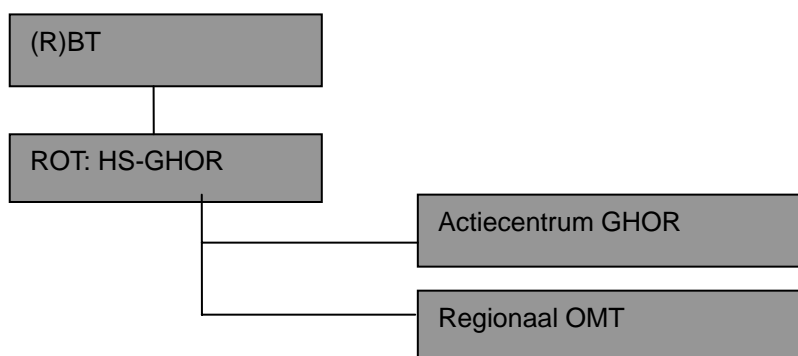 (R)BT
ROT: HS-GHOR
Actiecentrum GHOR
Regionaal OMT